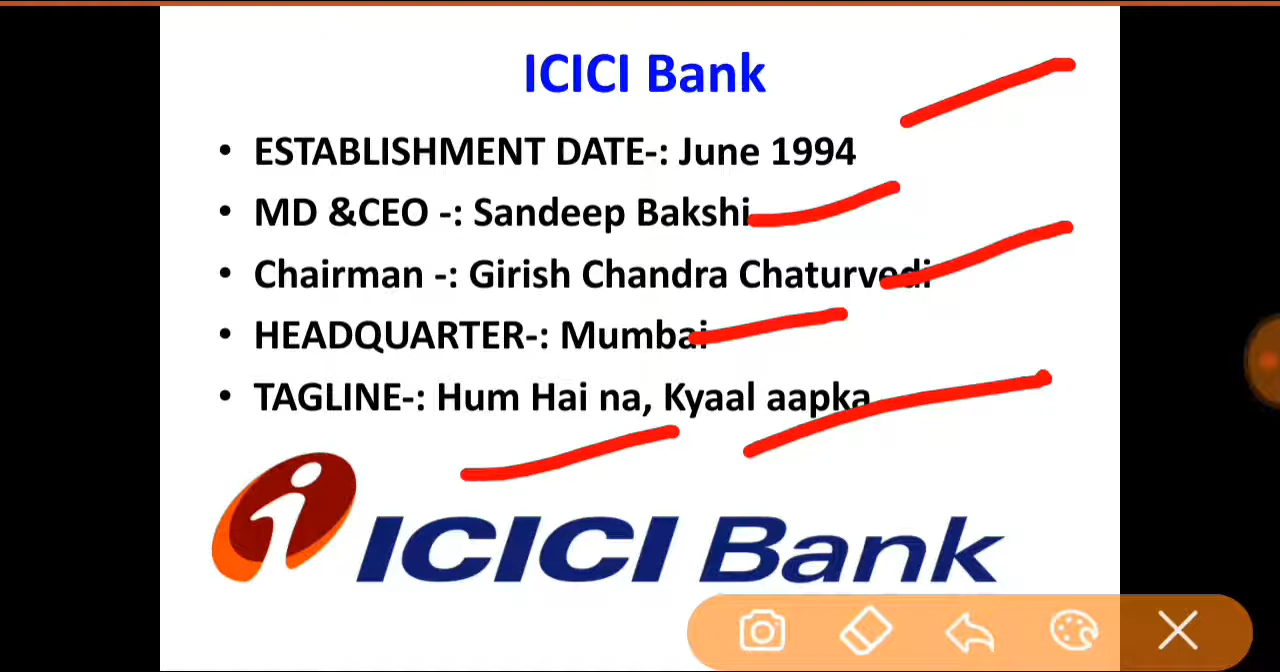 ICICI Bank
• ESTABLISHMENT DATE-: June 1994
• MD &CEO -: Sandeep Bakshi
• Chairman -: Girish Chandra Chaturvedi
• HEADQUARTER-: Mumbai
• TAGLINE-: Hum Hai na, Kyaal aapka
ICICI Bank